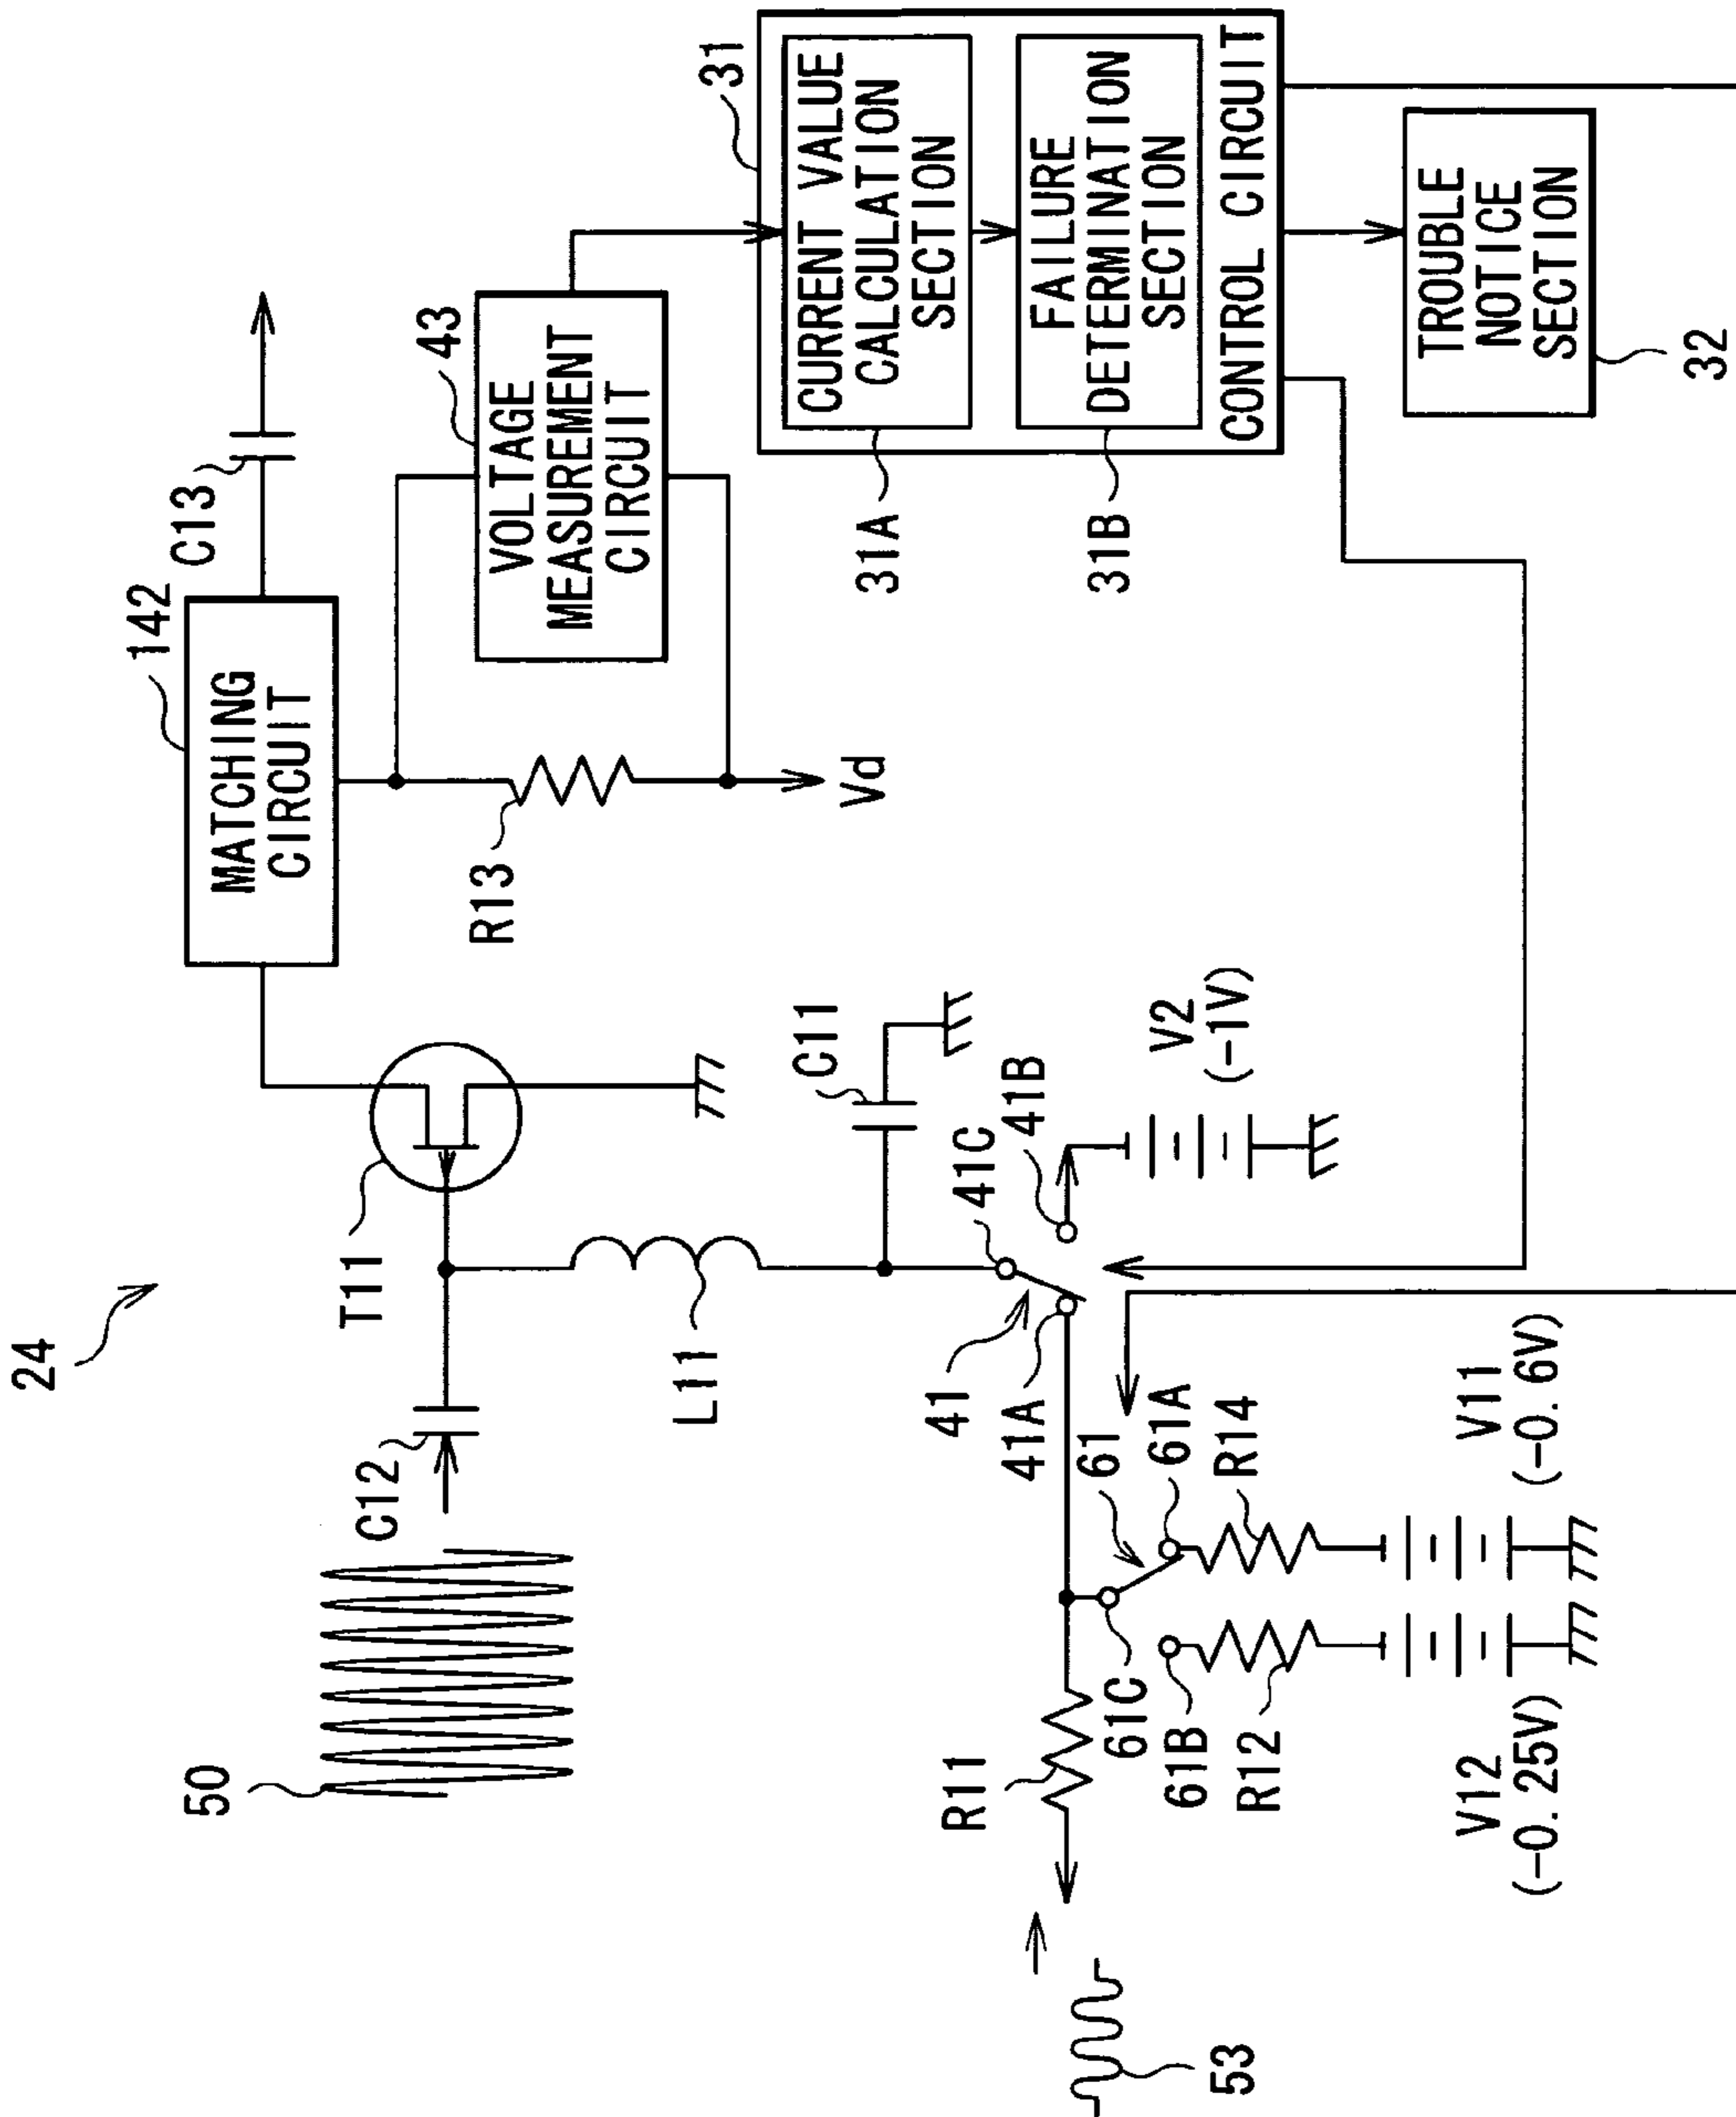 24
50
C12
T11
142
MATCHING
CIRCUIT
C13
R13
Vd
43
VOLTAGE
MEASUREMENT
CIRCUIT
31
CURRENT VALUE
CALCULATION
SECTION
31A
FAILURE
DETERMINATION
SECTION
31B
CONTROL CIRCUIT
TROUBLE
NOTICE
SECTION
32
L11
C11
41
41A
41C
41B
V2
(-1V)
53
R11
61
61C
61A
61B
R12
R14
V12
(-0.25V)
V11
(-0.6V)